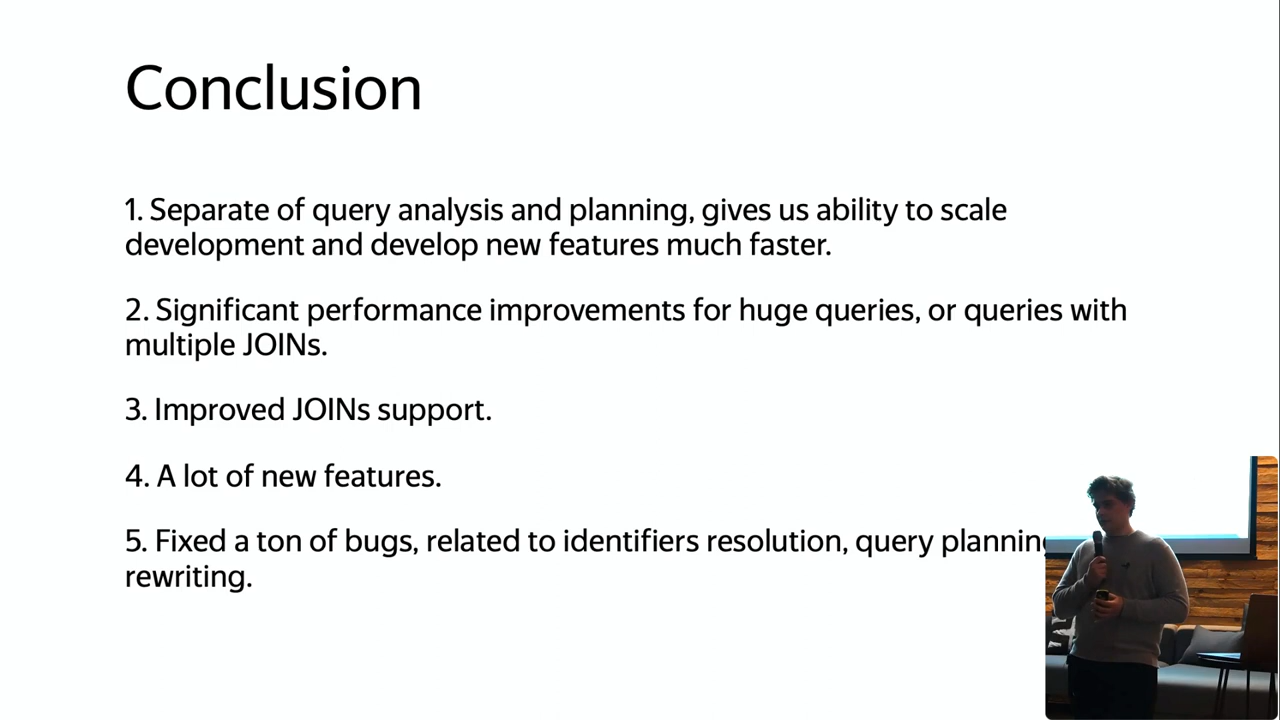 Conclusion
1. Separate of query analysis and planning, gives us ability to scale
development and develop new features much faster.
2. Significant performance improvements for huge queries, or queries with
multiple JOINs.
3. Improved JOINs support.
4. A lot of new features.
5. Fixed a ton of bugs, related to identifiers resolution, query planning
rewriting.